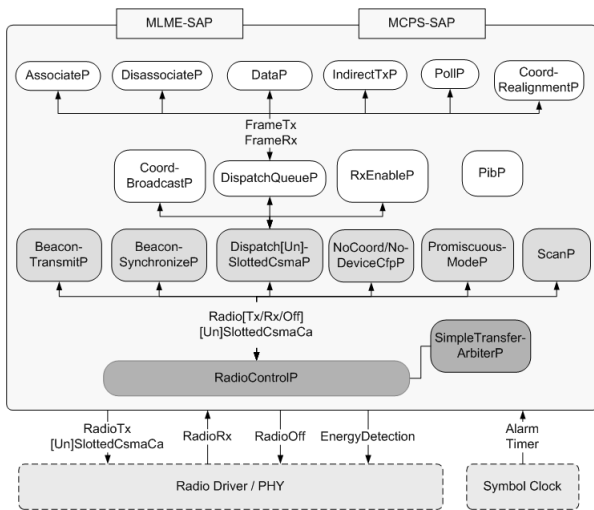 MLME-SAP
MCPS-SAP
AssociateP
DisassociateP
DataP
IndirectTxP
PollP
Coord-
RealignmentP
FrameTx
FrameRx
Coord-
BroadcastP
DispatchQueueP
RxEnableP
PibP
Beacon-
TransmitP
Beacon-
SynchronizeP
Dispatch[Un]-
SlottedCsmaP
NoCoord/No-
DeviceCfpP
Promiscuous-
ModeP
ScanP
Radio[Tx/Rx/Off]
[Un]SlottedCsmaCa
SimpleTransfer-
ArbiterP
RadioControlP
RadioTx
[Un]SlottedCsmaCa
RadioRx
RadioOff
EnergyDetection
Alarm
Timer
Radio Driver / PHY
Symbol Clock